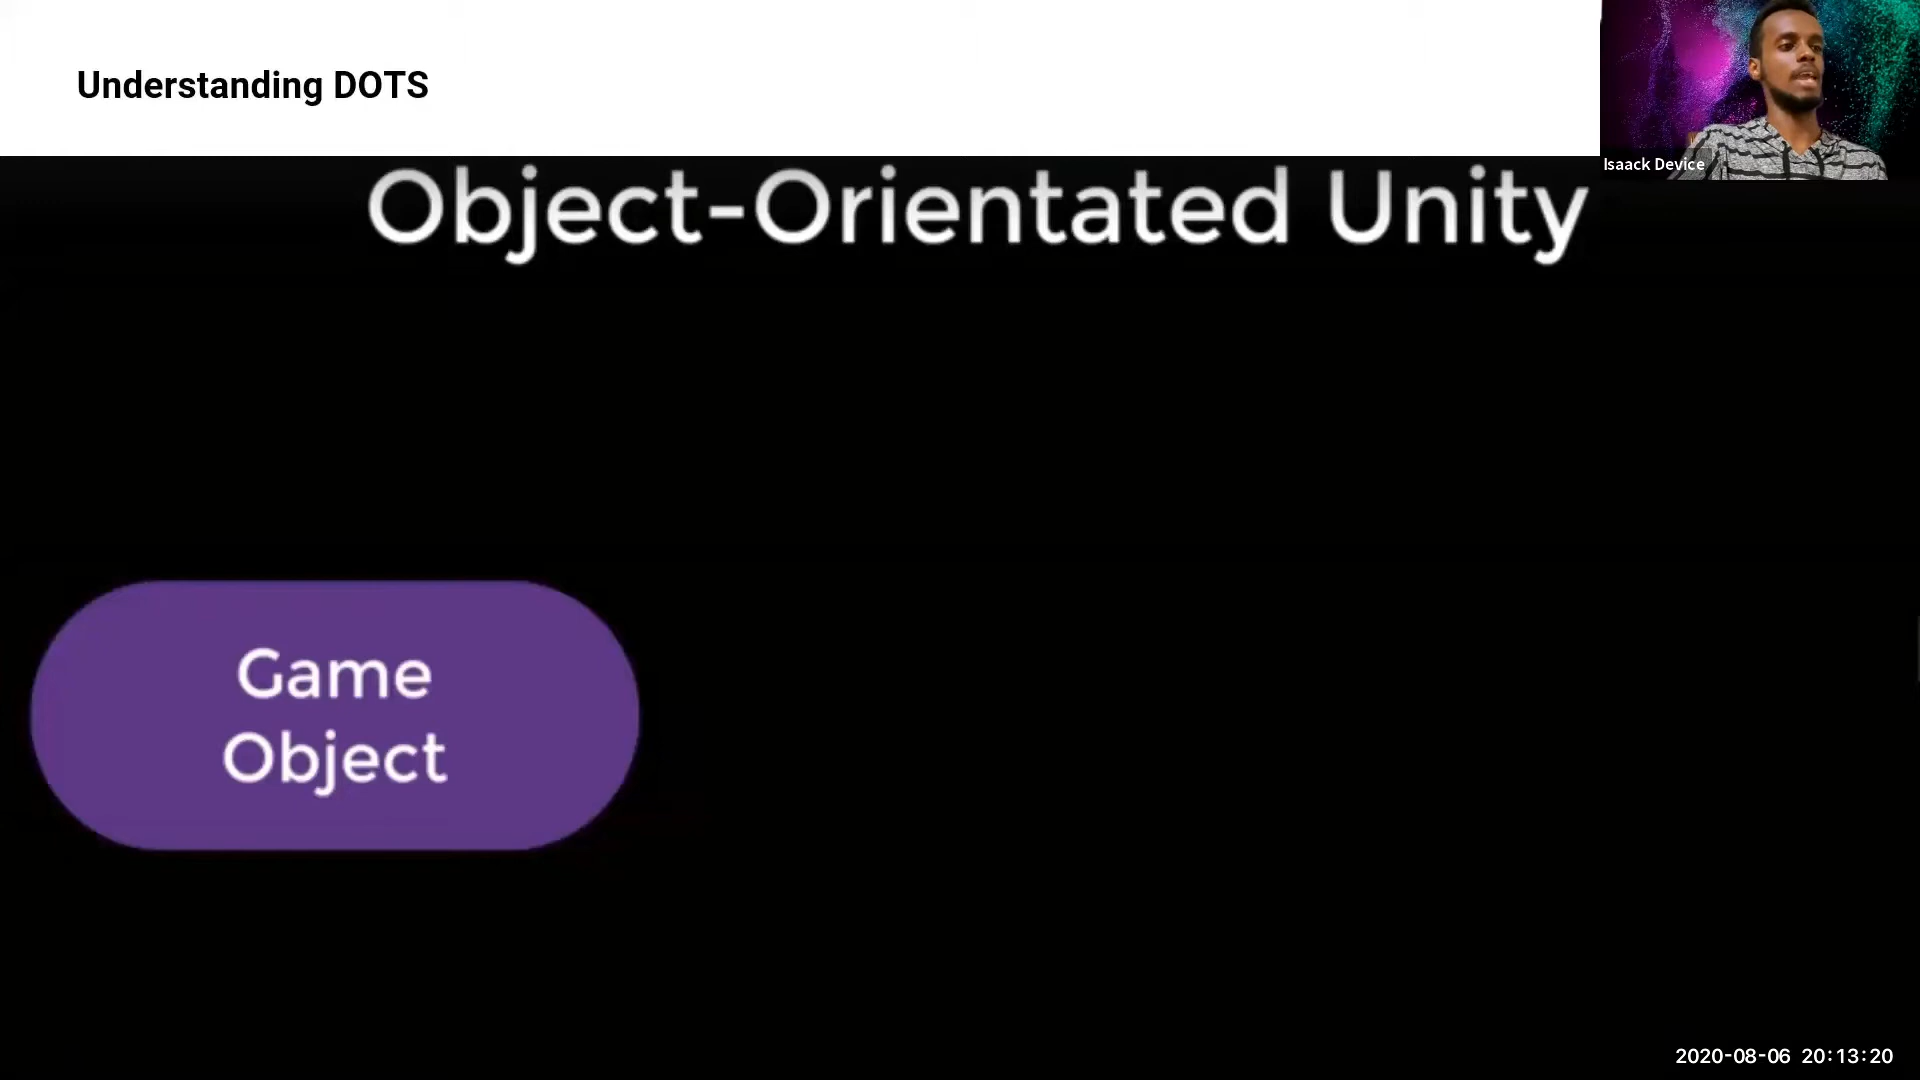 Understanding DOTS
Isaack Device
Object-Orientated Unity
Game
Object
2020-08-06 20:13:20